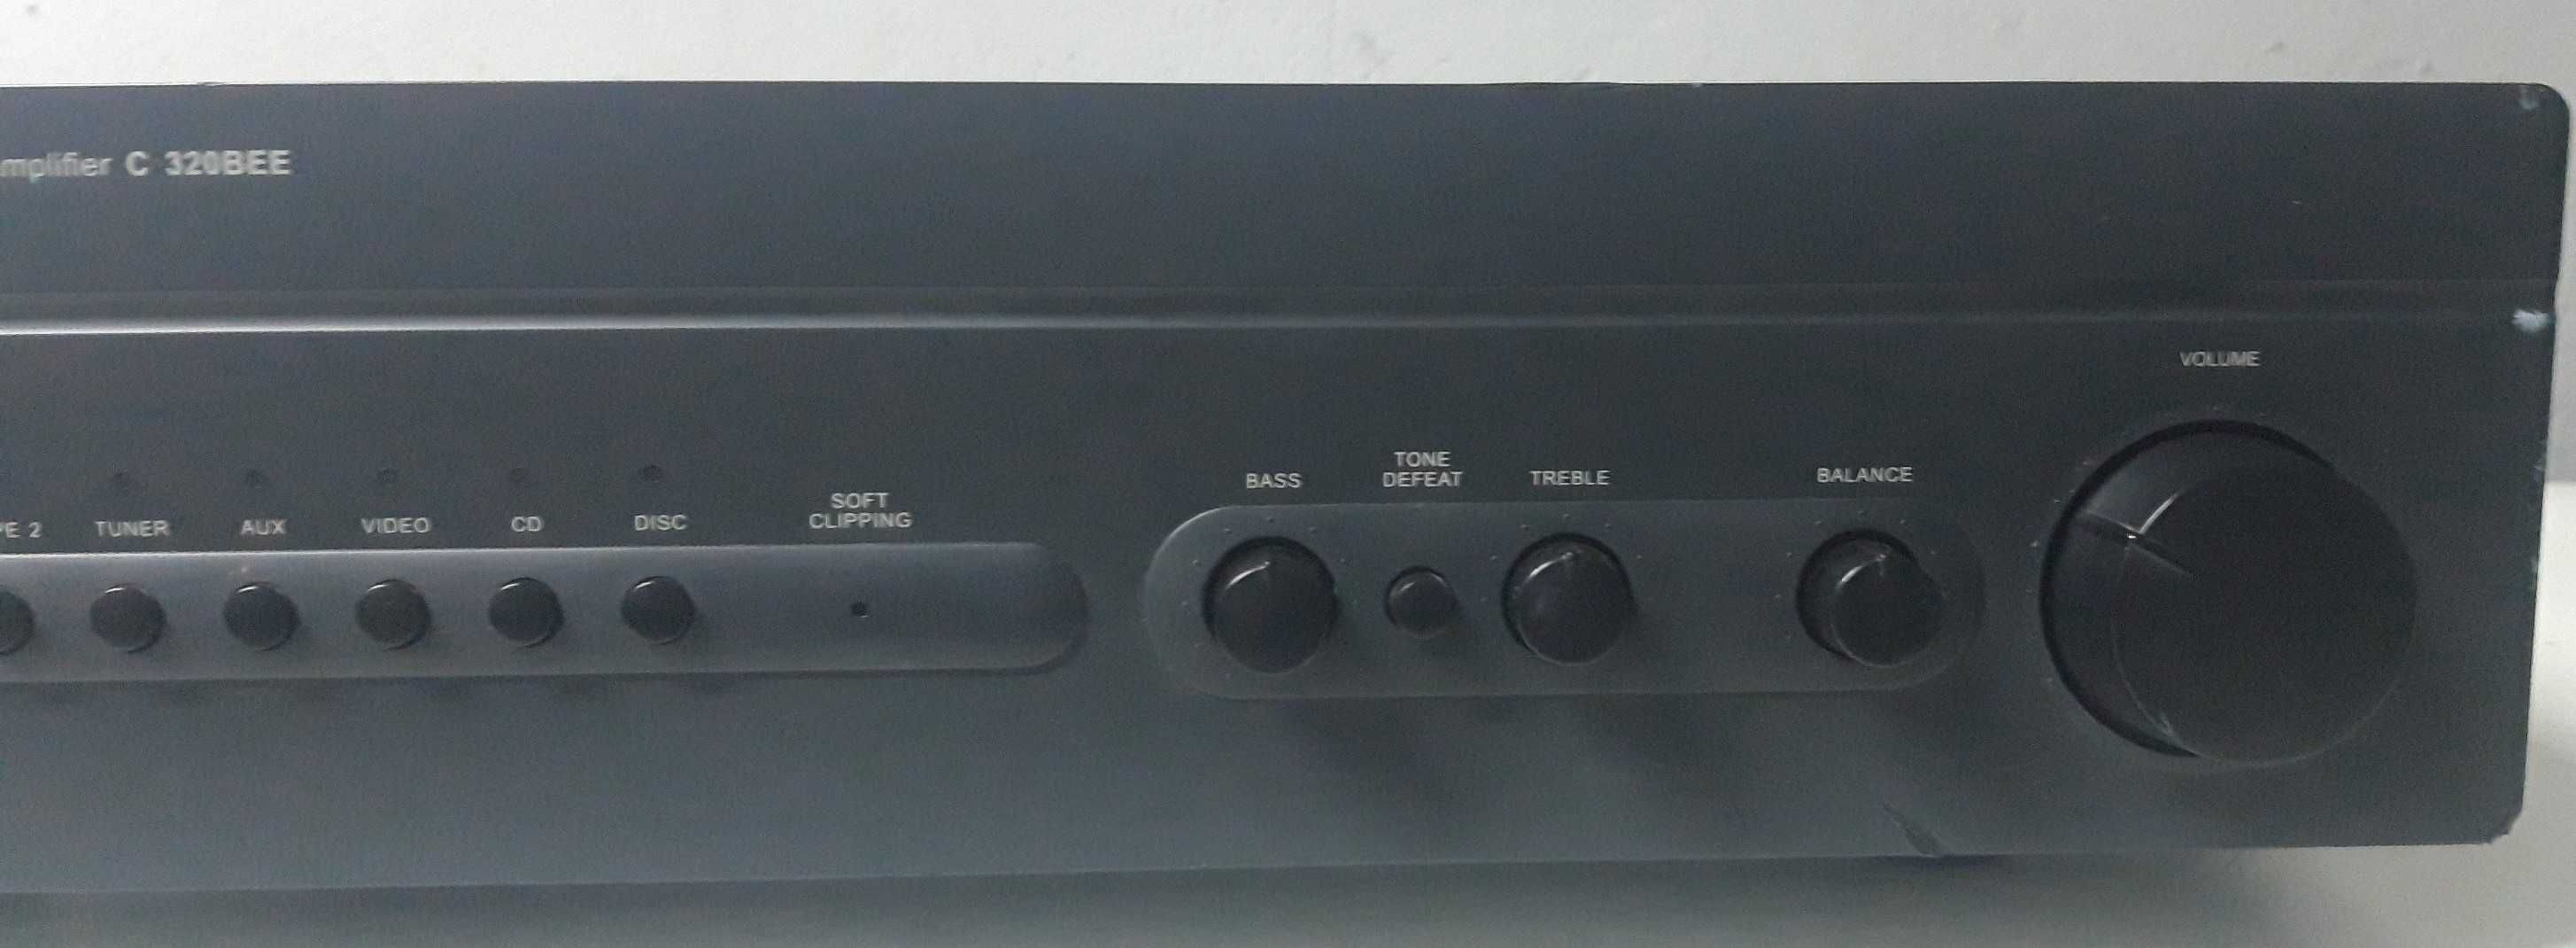 mplifier C 320BEE
VOLUME
BASS
TONE
DEFEAT
TREBLE
BALANCE
PE 2
TUNER
AUX
VIDEO
CD
DISC
SOFT
CLIPPING